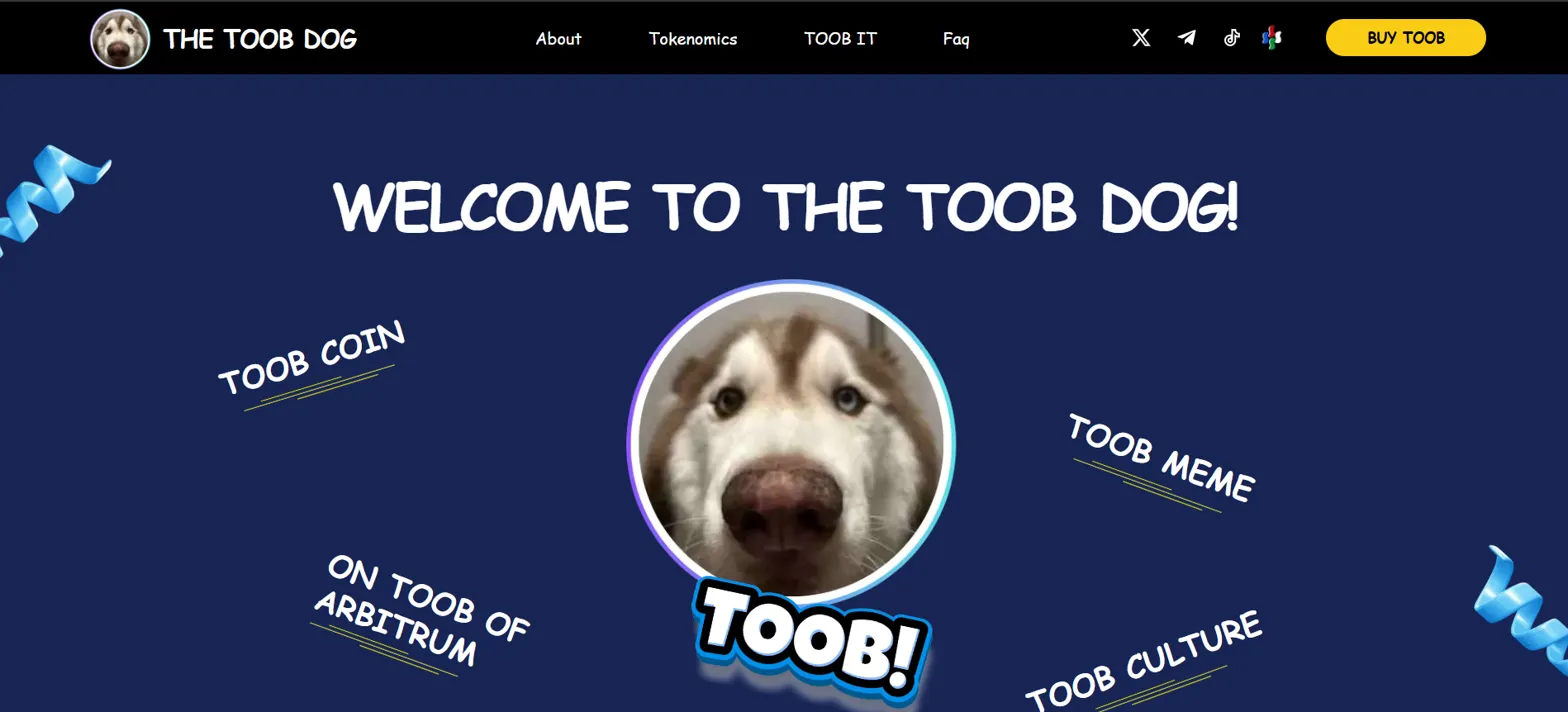 THE TOOB DOG
About
Tokenomics
TOOB IT
Faq
BUY TOOB
WELCOME TO THE TOOB DOG!
TOOB COIN
TOOB MEME
ON TOOB OF
ARBITRUM
TOOB!
TOOB CULTURE